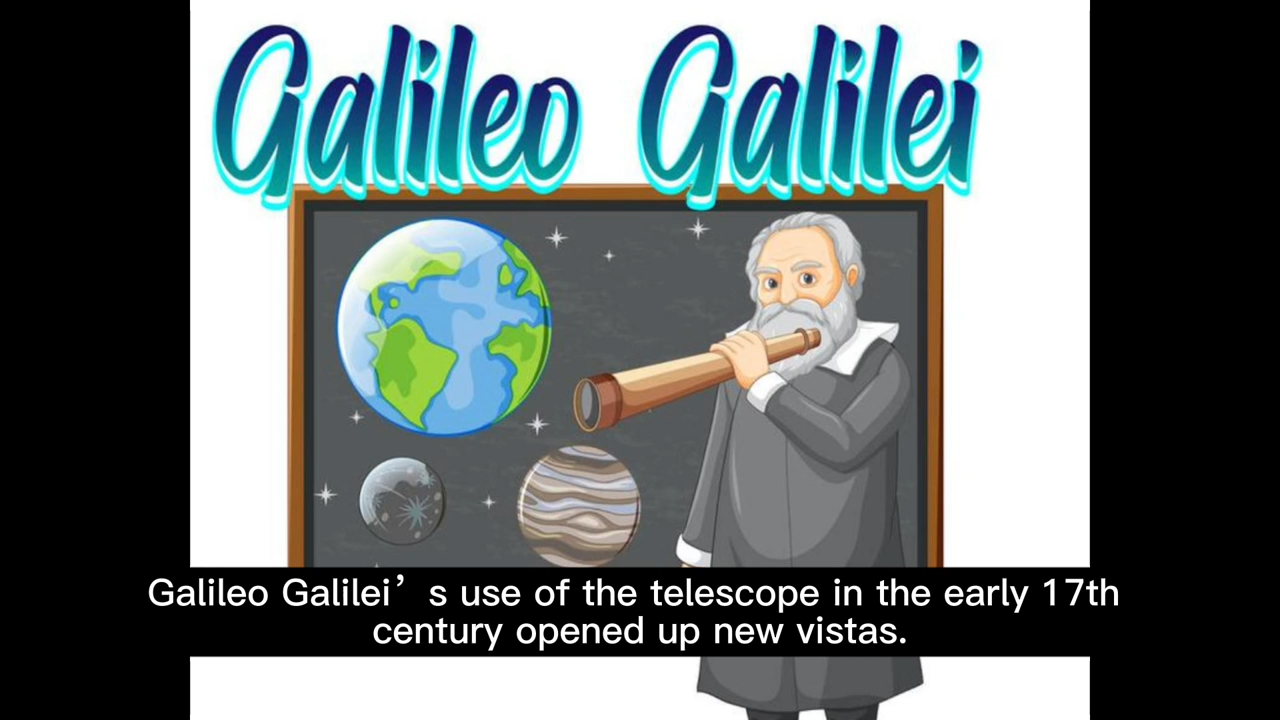 Galileo Galilei
Galileo Galilei’s use of the telescope in the early 17th
century opened up new vistas.